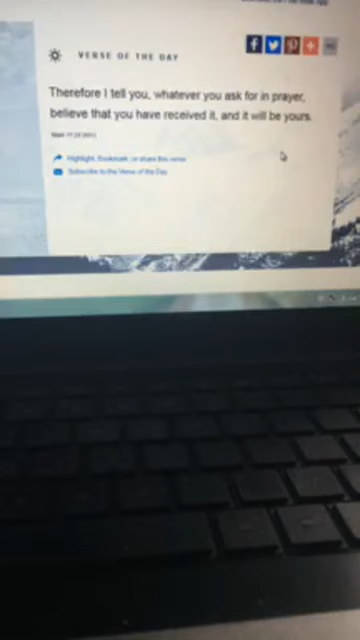 VERSE OF THE DAY
Therefore I tell you, whatever you ask for in prayer,
believe that you have received it, and it will be yours.
Highlight, Bookmark, or share this verse
Subscribe to the Verse of the Day